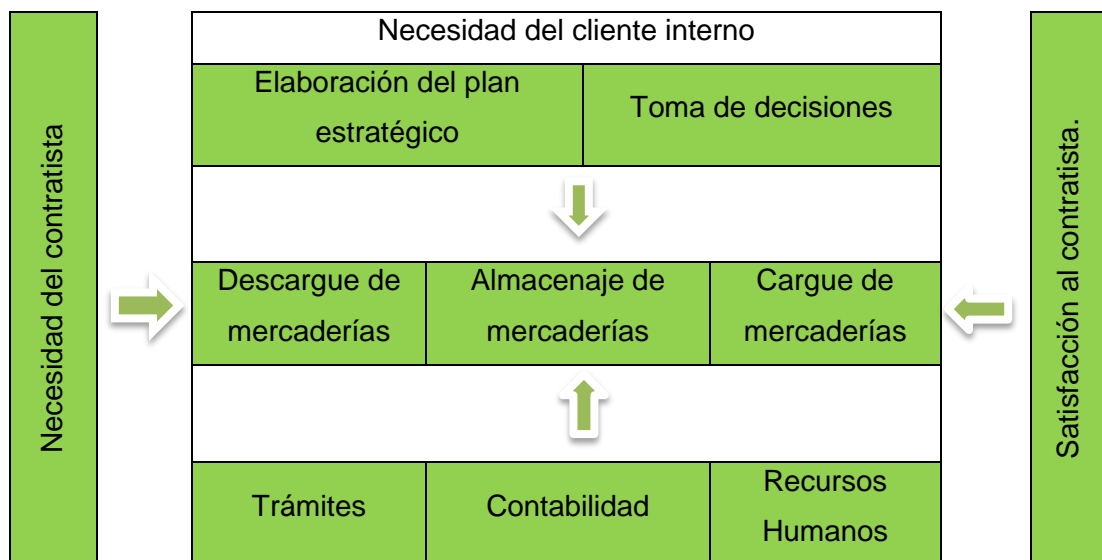 Necesidad del contratista
Necesidad del cliente interno
Elaboración del plan
estratégico
Toma de decisiones
Descargue de
mercaderías
Almacenaje de
mercaderías
Cargue de
mercaderías
Trámites
Contabilidad
Recursos
Humanos
Satisfacción al contratista.